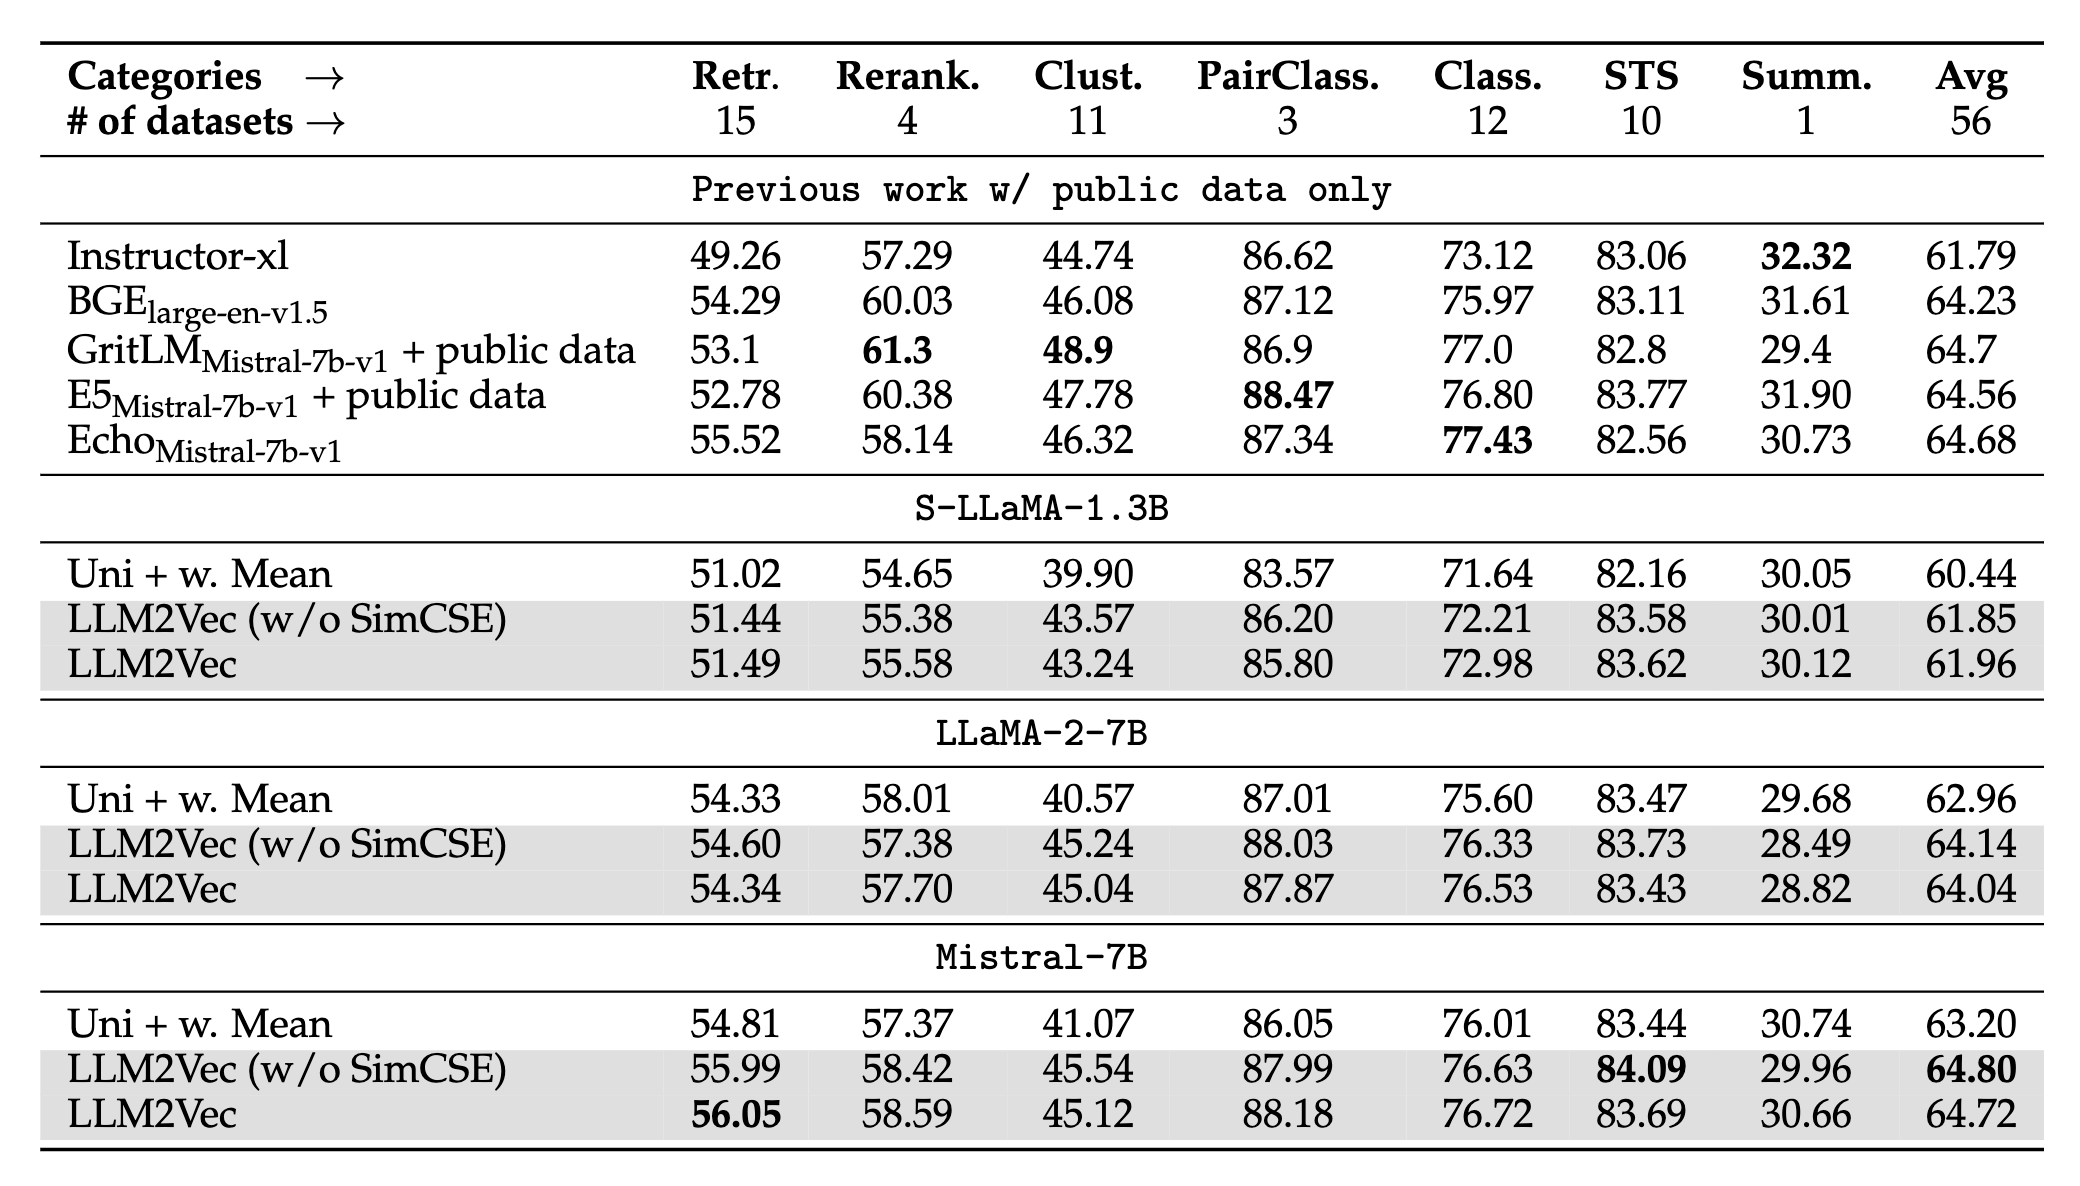 Categories → Retr. Rerank. Clust. PairClass. Class. STS Summ. Avg
# of datasets → 15 4 11 3 12 10 1 56
Previous work w/ public data only
Instructor-xl 49.26 57.29 44.74 86.62 73.12 83.06 32.32 61.79
BGElarge-en-v1.5 54.29 60.03 46.08 87.12 75.97 83.11 31.61 64.23
GritLMMistral-7b-v1 + public data 53.1 61.3 48.9 86.9 77.0 82.8 29.4 64.7
E5Mistral-7b-v1 + public data 52.78 60.38 47.78 88.47 76.80 83.77 31.90 64.56
EchoMistral-7b-v1 55.52 58.14 46.32 87.34 77.43 82.56 30.73 64.68
S-LLaMA-1.3B
Uni + w. Mean 51.02 54.65 39.90 83.57 71.64 82.16 30.05 60.44
LLM2Vec (w/o SimCSE) 51.44 55.38 43.57 86.20 72.21 83.58 30.01 61.85
LLM2Vec 51.49 55.58 43.24 85.80 72.98 83.62 30.12 61.96
LLaMA-2-7B
Uni + w. Mean 54.33 58.01 40.57 87.01 75.60 83.47 29.68 62.96
LLM2Vec (w/o SimCSE) 54.60 57.38 45.24 88.03 76.33 83.73 28.49 64.14
LLM2Vec 54.34 57.70 45.04 87.87 76.53 83.43 28.82 64.04
Mistral-7B
Uni + w. Mean 54.81 57.37 41.07 86.05 76.01 83.44 30.74 63.20
LLM2Vec (w/o SimCSE) 55.99 58.42 45.54 87.99 76.63 84.09 29.96 64.80
LLM2Vec 56.05 58.59 45.12 88.18 76.72 83.69 30.66 64.72